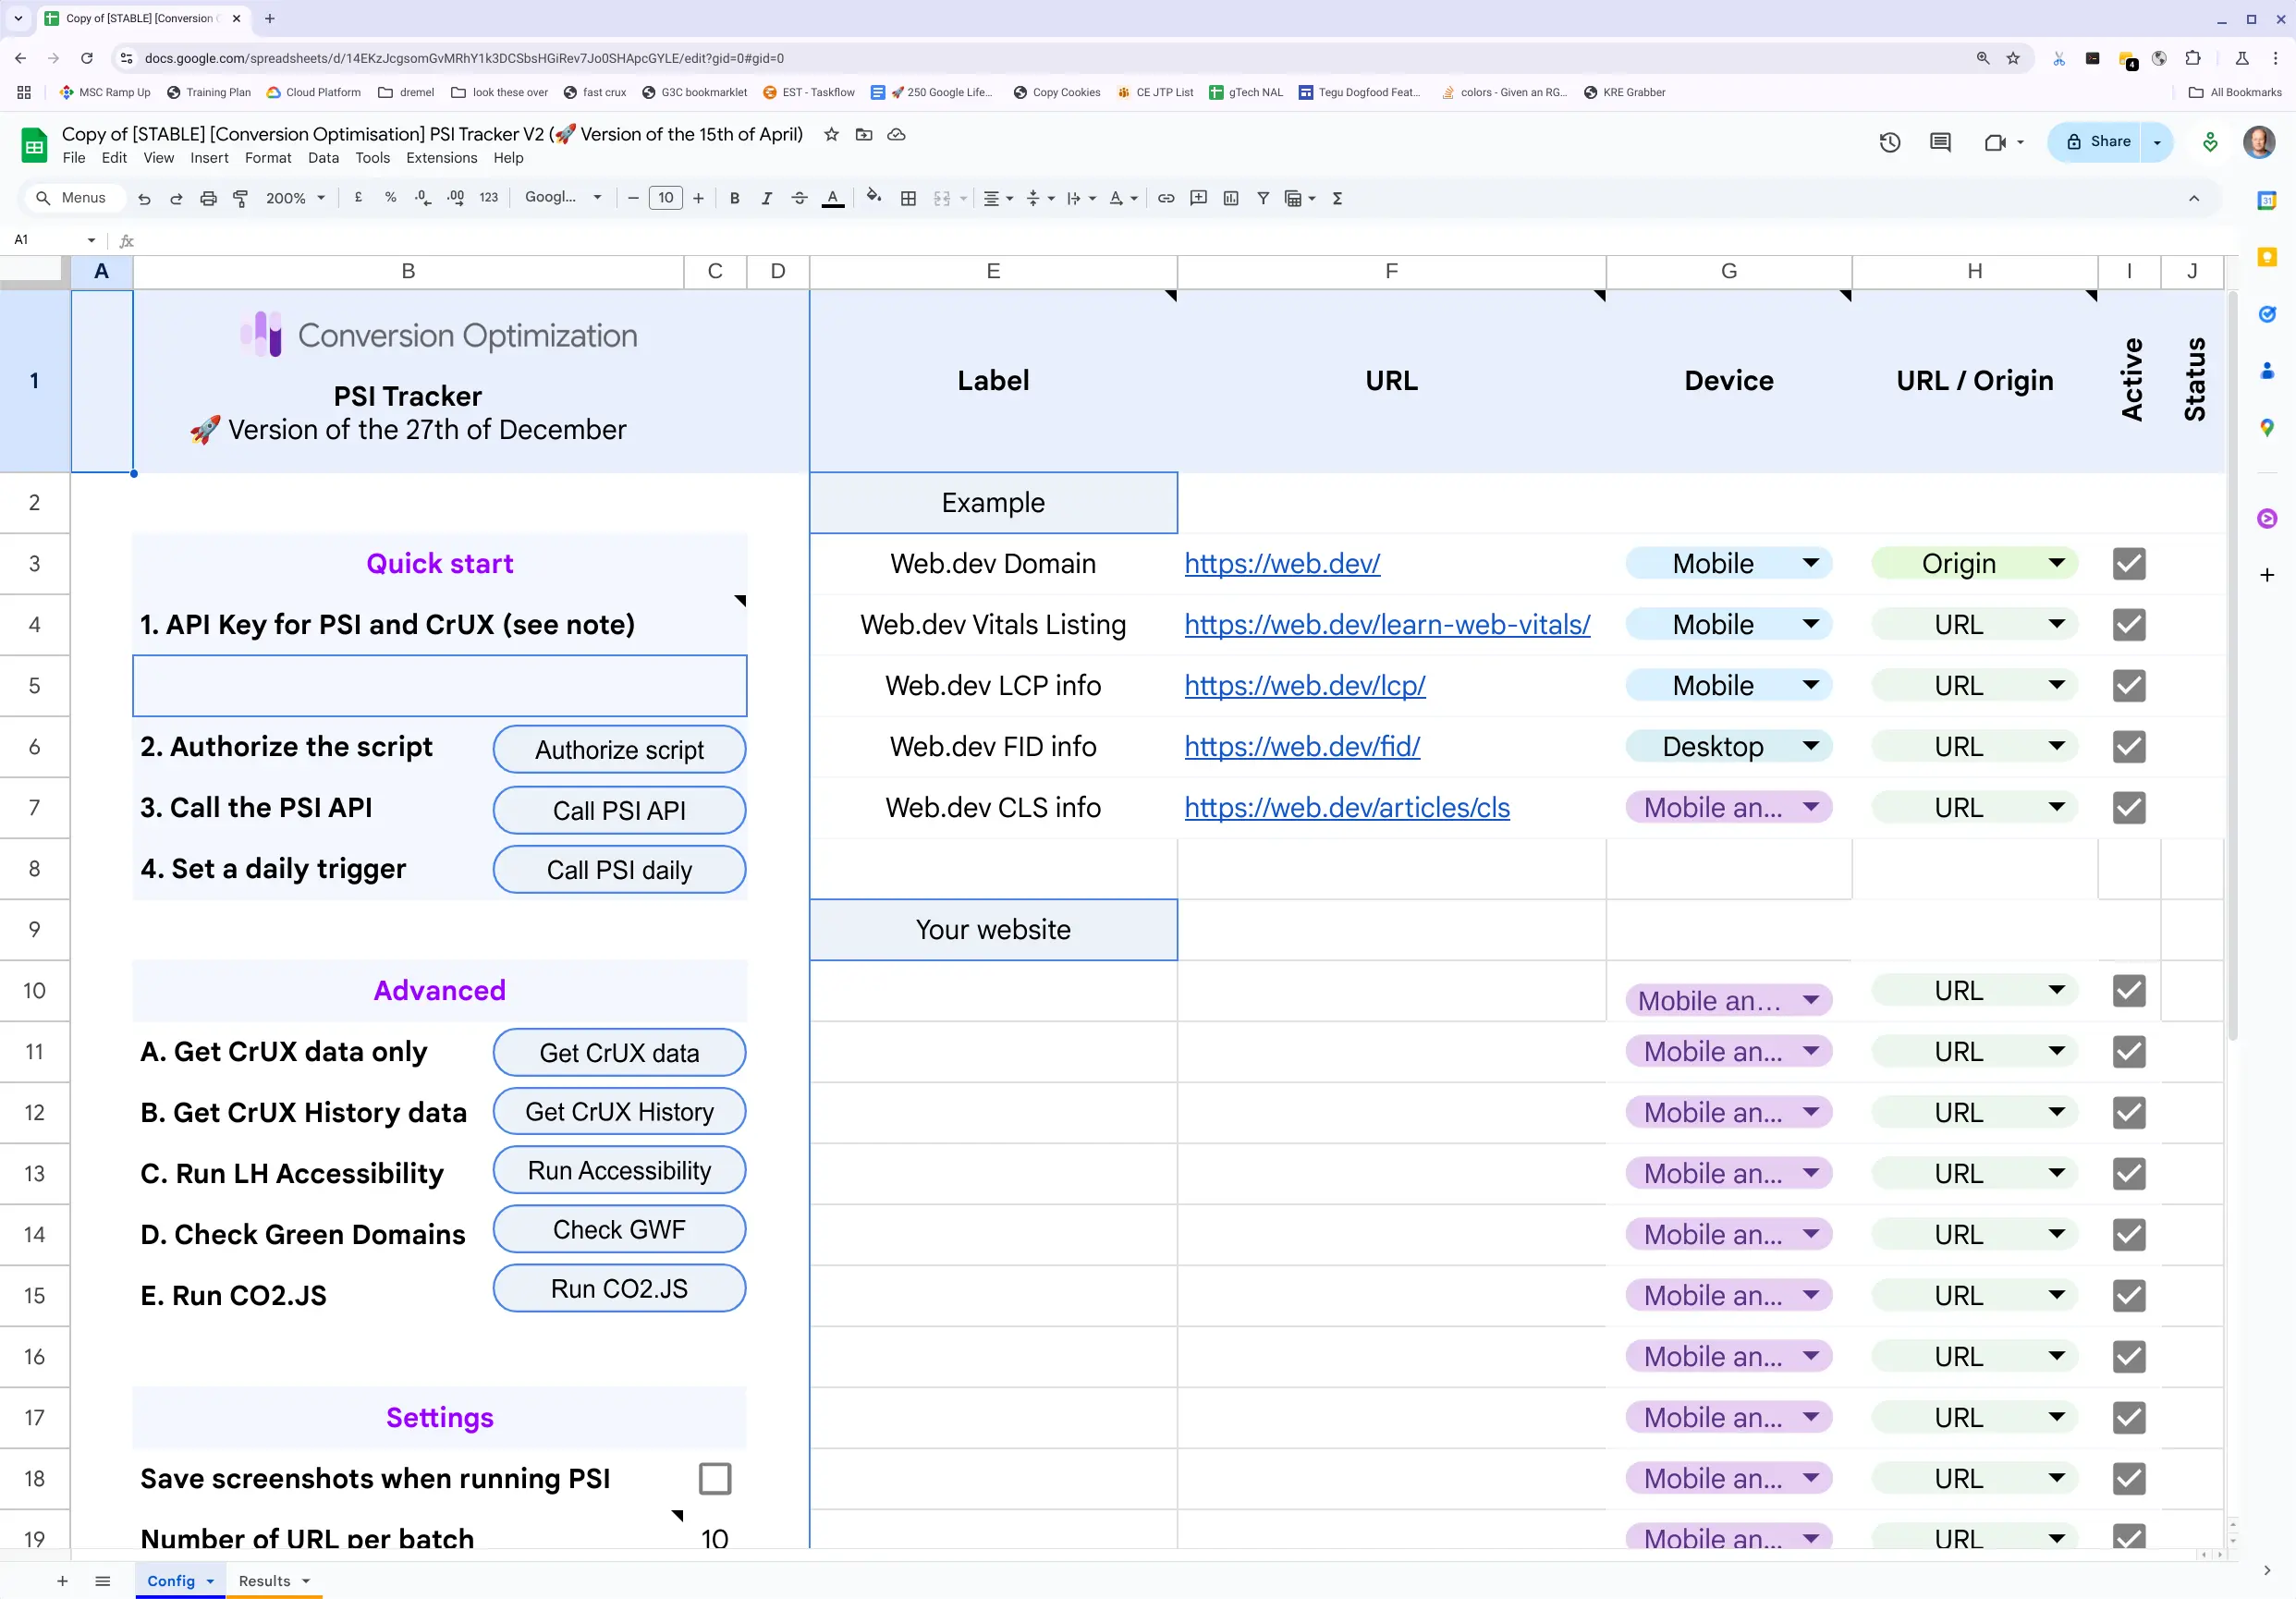 Copy of [STABLE] [Conversion
docs.google.com/spreadsheets/d/14EKzJcgsomGvMRhY1k3DCSbsHGiRev7Jo0SHApcGYLE/edit?gid=0#gid=0
4
MSC Ramp Up Training Plan Cloud Platform dremel look these over fast crux G3C bookmarklet EST - Taskflow 🚀 250 Google Life... Copy Cookies CE JTP List gTech NAL Tegu Dogfood Feat... colors - Given an RG... KRE Grabber All Bookmarks
Copy of [STABLE] [Conversion Optimisation] PSI Tracker V2 (🚀 Version of the 15th of April)
File Edit View Insert Format Data Tools Extensions Help
Share
Menus 200% £ % .0 .00 123 Googl... 10 B I A Σ
31
A1 fx
A B C D E F G H I J
1 Conversion Optimization
PSI Tracker
🚀 Version of the 27th of December
Label URL Device URL / Origin Active Status
2 Example
3 Quick start Web.dev Domain https://web.dev/ Mobile Origin
4 1. API Key for PSI and CrUX (see note) Web.dev Vitals Listing https://web.dev/learn-web-vitals/ Mobile URL
5 Web.dev LCP info https://web.dev/lcp/ Mobile URL
6 2. Authorize the script Authorize script Web.dev FID info https://web.dev/fid/ Desktop URL
7 3. Call the PSI API Call PSI API Web.dev CLS info https://web.dev/articles/cls Mobile an... URL
8 4. Set a daily trigger Call PSI daily
9 Your website
10 Advanced Mobile an... URL
11 A. Get CrUX data only Get CrUX data Mobile an... URL
12 B. Get CrUX History data Get CrUX History Mobile an... URL
13 C. Run LH Accessibility Run Accessibility Mobile an... URL
14 D. Check Green Domains Check GWF Mobile an... URL
15 E. Run CO2.JS Run CO2.JS Mobile an... URL
16 Mobile an... URL
17 Settings Mobile an... URL
18 Save screenshots when running PSI Mobile an... URL
19 Number of URL per batch 10 Mobile an... URL
Config Results